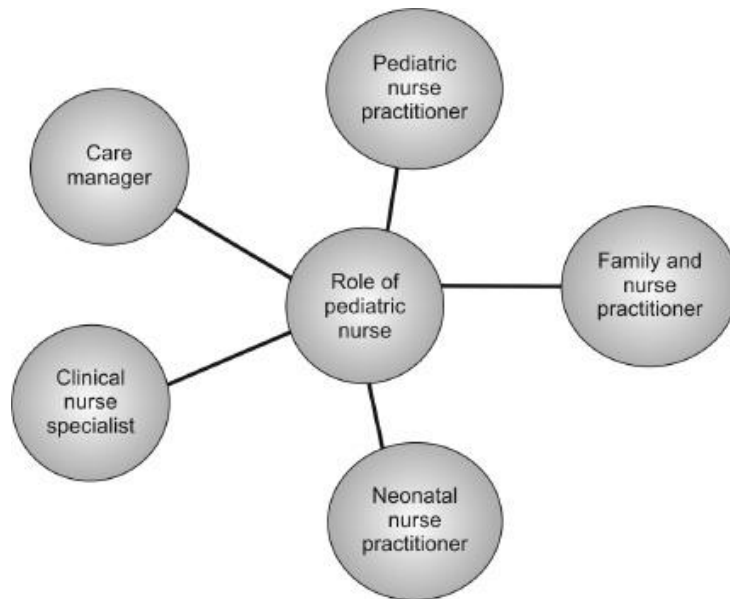 Pediatric
nurse
practitioner
Care
manager
Family and
nurse
practitioner
Role of
pediatric
nurse
Clinical
nurse
specialist
Neonatal
nurse
practitioner